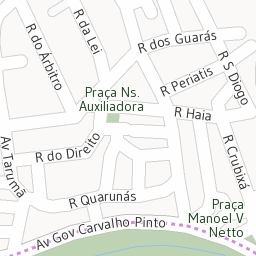 R da Lei
R do Árbitro
R dos Guarás
R S Diogo
R Periatis
Praça Ns.
Auxiliadora
R Haia
Av Tarumã
R do Direito
R Crubixá
R Quarunás
Praça
Manoel V
Netto
Av Gov Carvalho Pinto